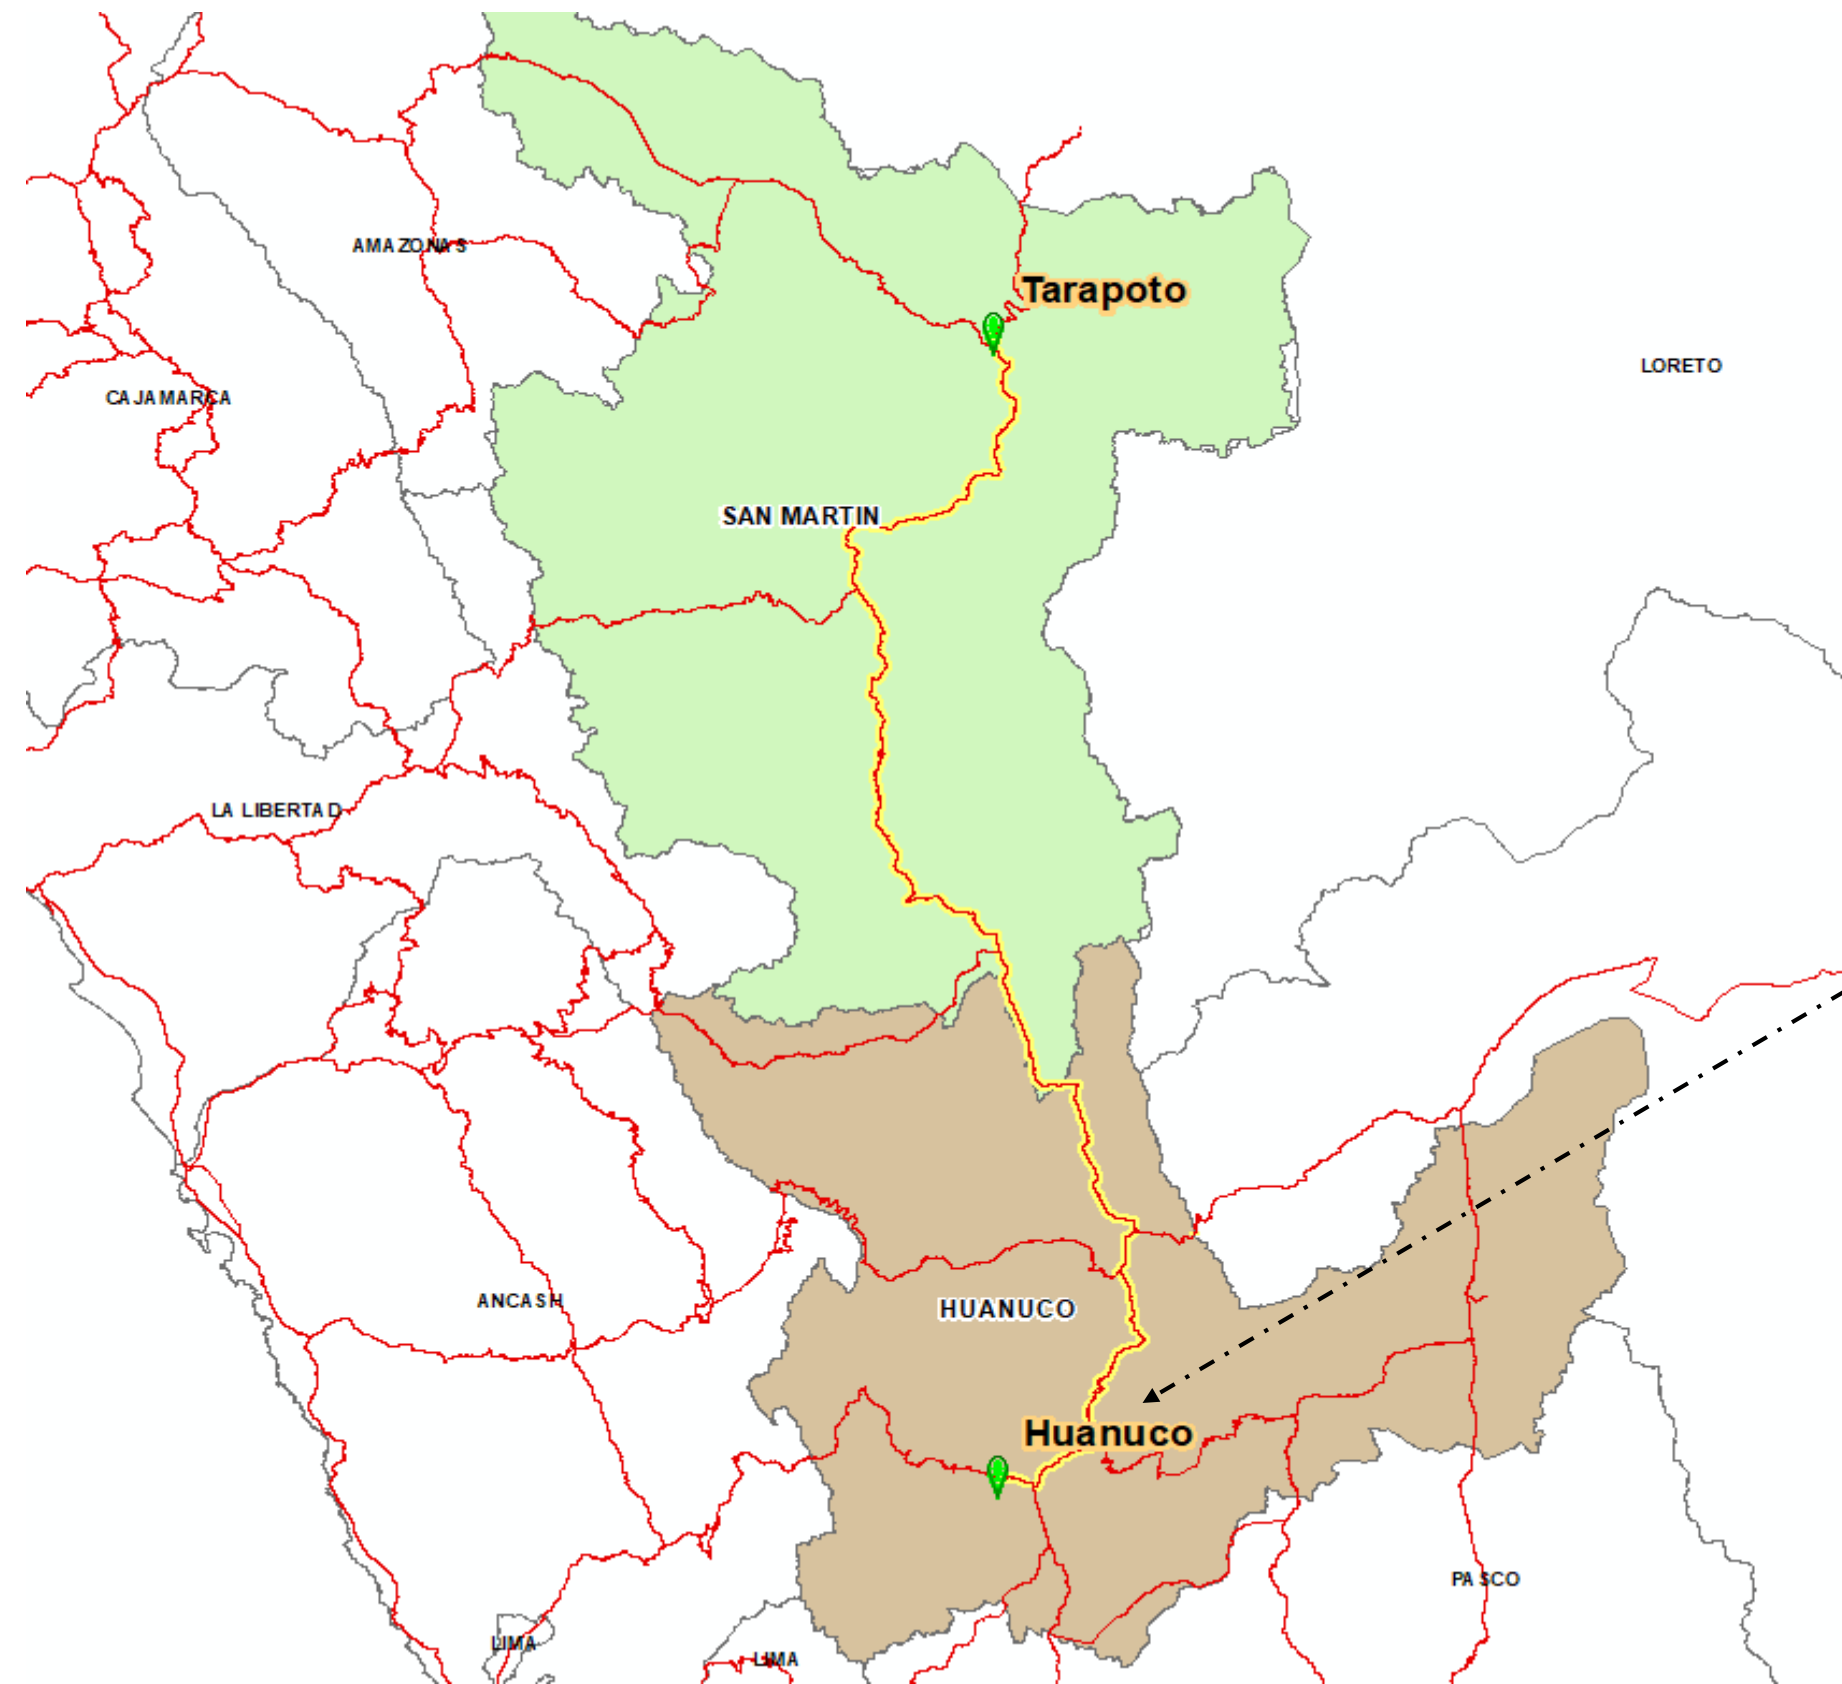 Tarapoto
AMAZONAS
LORETO
CAJAMARCA
SAN MARTIN
LA LIBERTAD
ANCASH
HUANUCO
Huanuco
PASCO
LIMA
LIMA